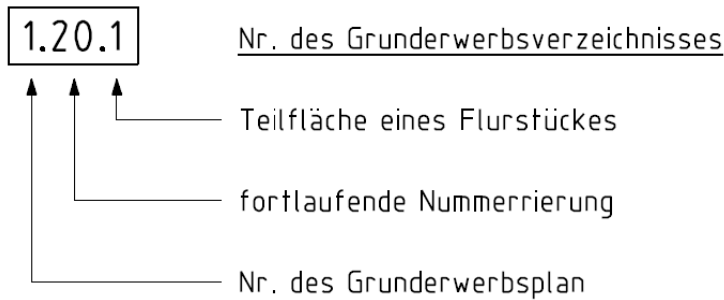 1.20.1 Nr. des Grunderwerbsverzeichnisses
Teilfläche eines Flurstückes
fortlaufende Nummerrierung
Nr. des Grunderwerbsplan